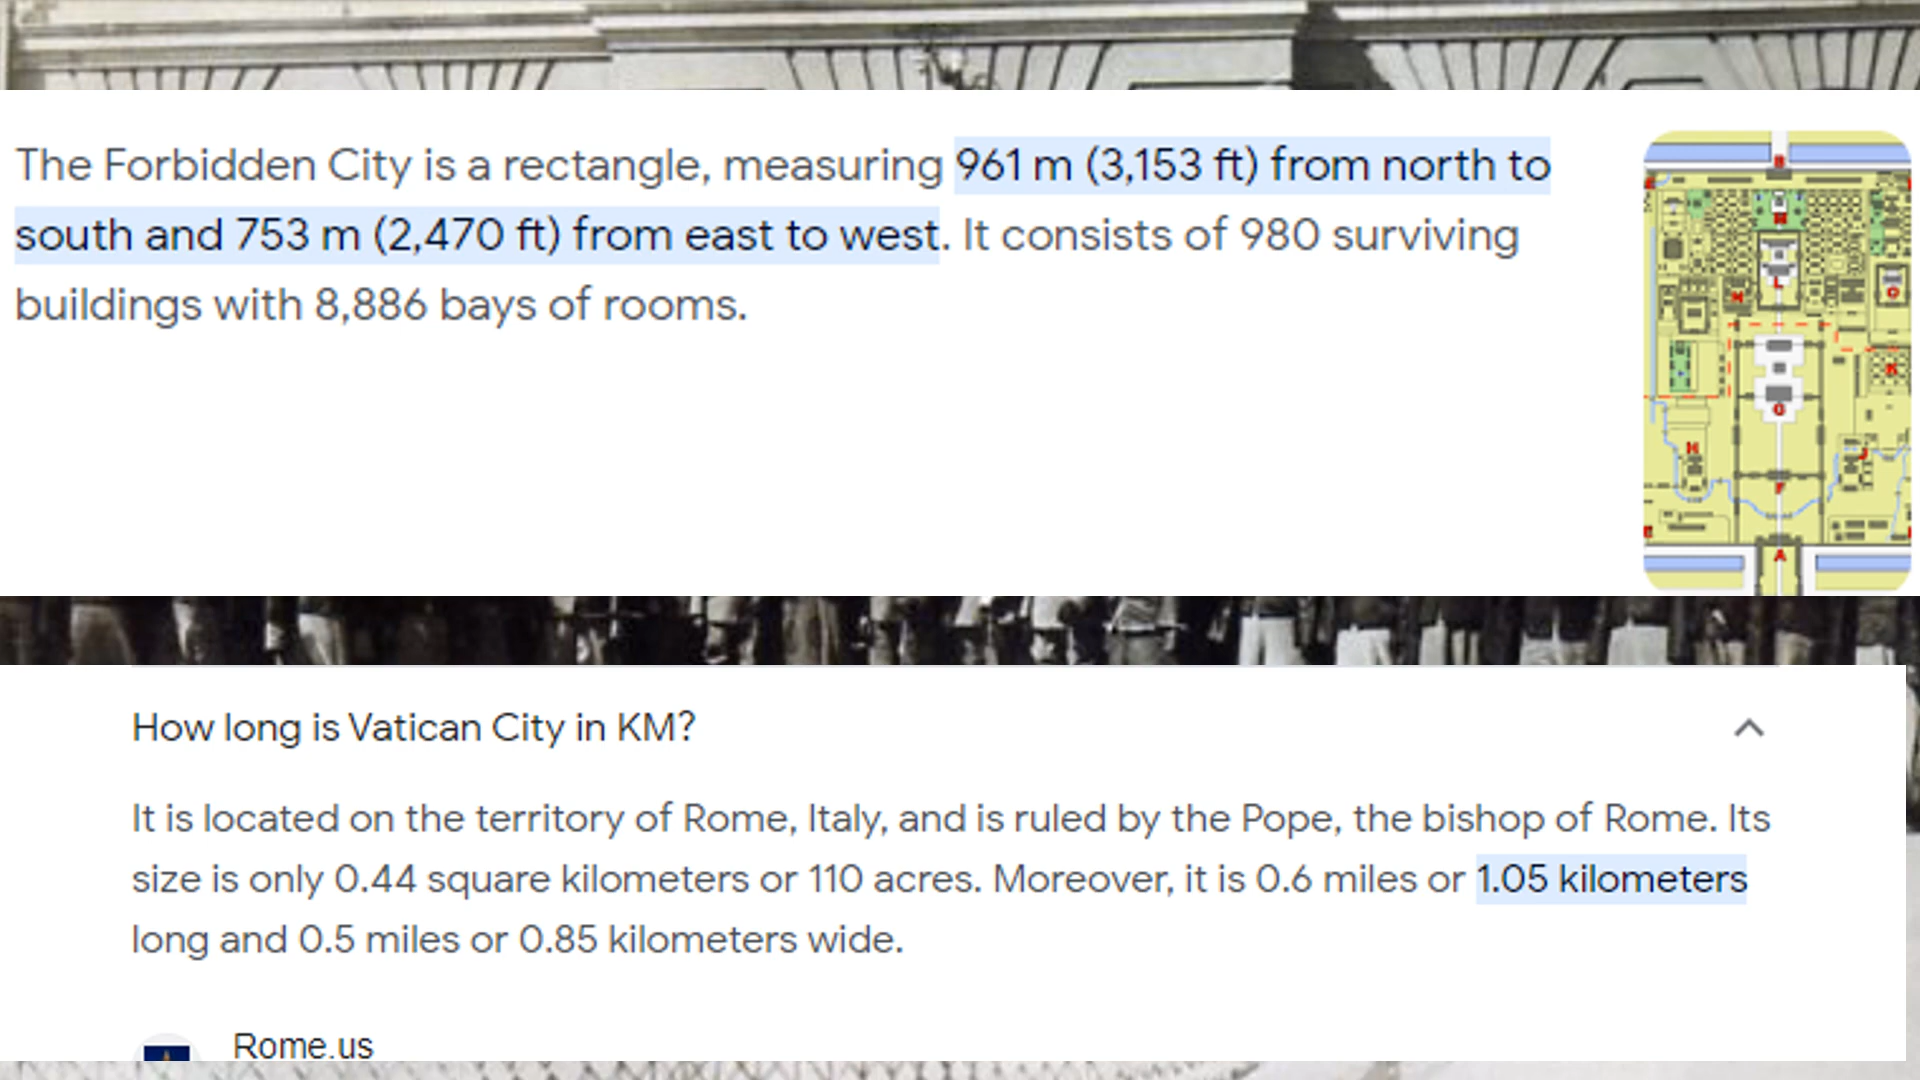 The Forbidden City is a rectangle, measuring 961 m (3,153 ft) from north to
south and 753 m (2,470 ft) from east to west. It consists of 980 surviving
buildings with 8,886 bays of rooms.
How long is Vatican City in KM?
It is located on the territory of Rome, Italy, and is ruled by the Pope, the bishop of Rome. Its
size is only 0.44 square kilometers or 110 acres. Moreover, it is 0.6 miles or 1.05 kilometers
long and 0.5 miles or 0.85 kilometers wide.
Rome.us